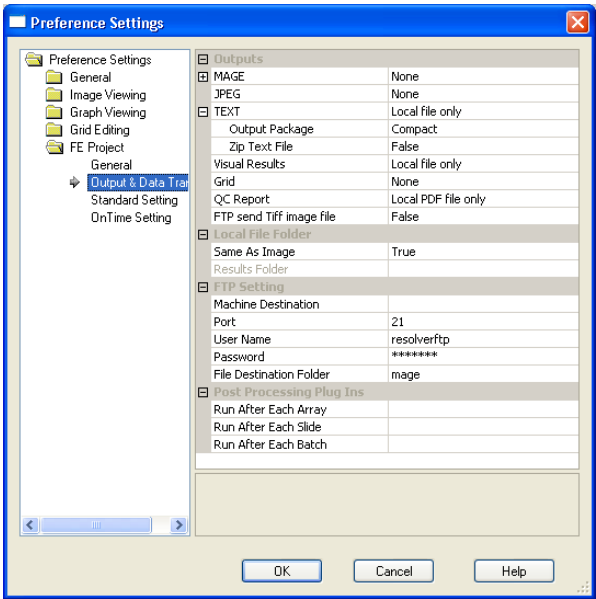 Preference Settings
Preference Settings
General
Image Viewing
Graph Viewing
Grid Editing
FE Project
General
Output & Data Tran
Standard Setting
OnTime Setting
Outputs
MAGE None
JPEG None
TEXT Local file only
Output Package Compact
Zip Text File False
Visual Results Local file only
Grid None
QC Report Local PDF file only
FTP send Tiff image file False
Local File Folder
Same As Image True
Results Folder
FTP Setting
Machine Destination
Port 21
User Name resolverftp
Password *******
File Destination Folder mage
Post Processing Plug Ins
Run After Each Array
Run After Each Slide
Run After Each Batch
OK Cancel Help